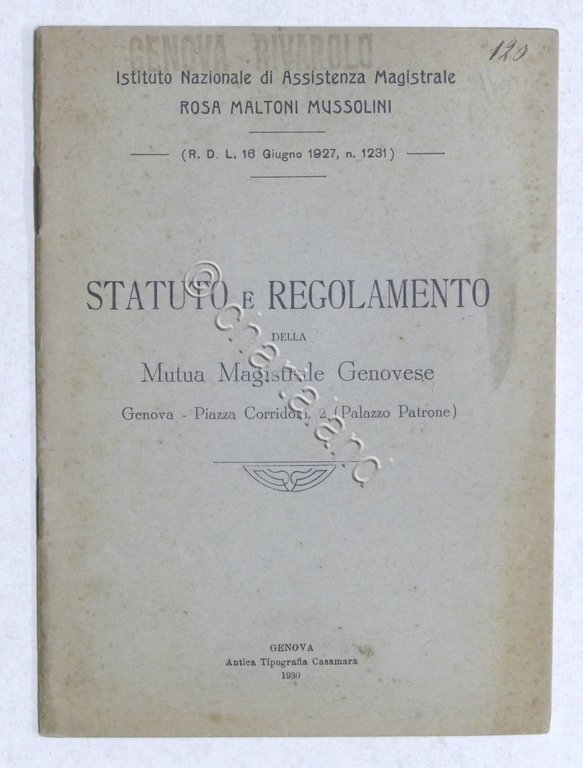 GENOVA - RIVAROLO
120
Istituto Nazionale di Assistenza Magistrale
ROSA MALTONI MUSSOLINI
(R. D. L. 16 Giugno 1927, n. 1231)
STATUTO E REGOLAMENTO
DELLA
Mutua Magistrale Genovese
Genova - Piazza Corridoni, 2 (Palazzo Patrone)
GENOVA
Antica Tipografia Casamara
1930